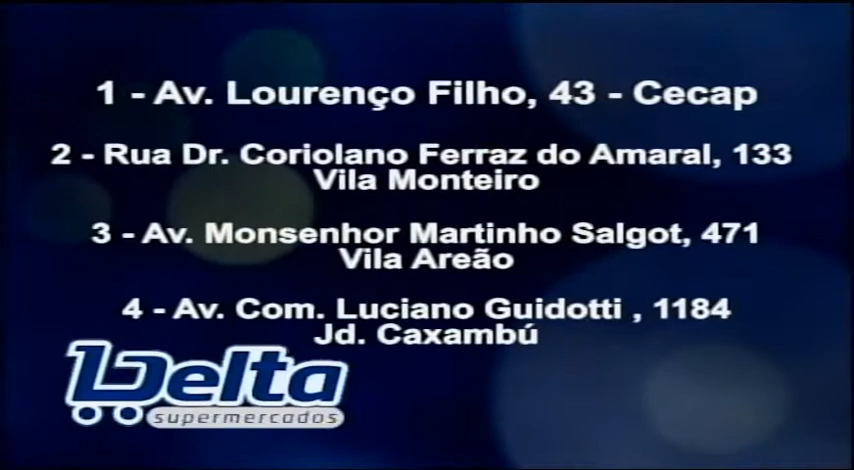 1 - Av. Lourenço Filho, 43 - Cecap
2 - Rua Dr. Coriolano Ferraz do Amaral, 133
Vila Monteiro
3 - Av. Monsenhor Martinho Salgot, 471
Vila Areão
4 - Av. Com. Luciano Guidotti , 1184
Jd. Caxambú
Delta
supermercados